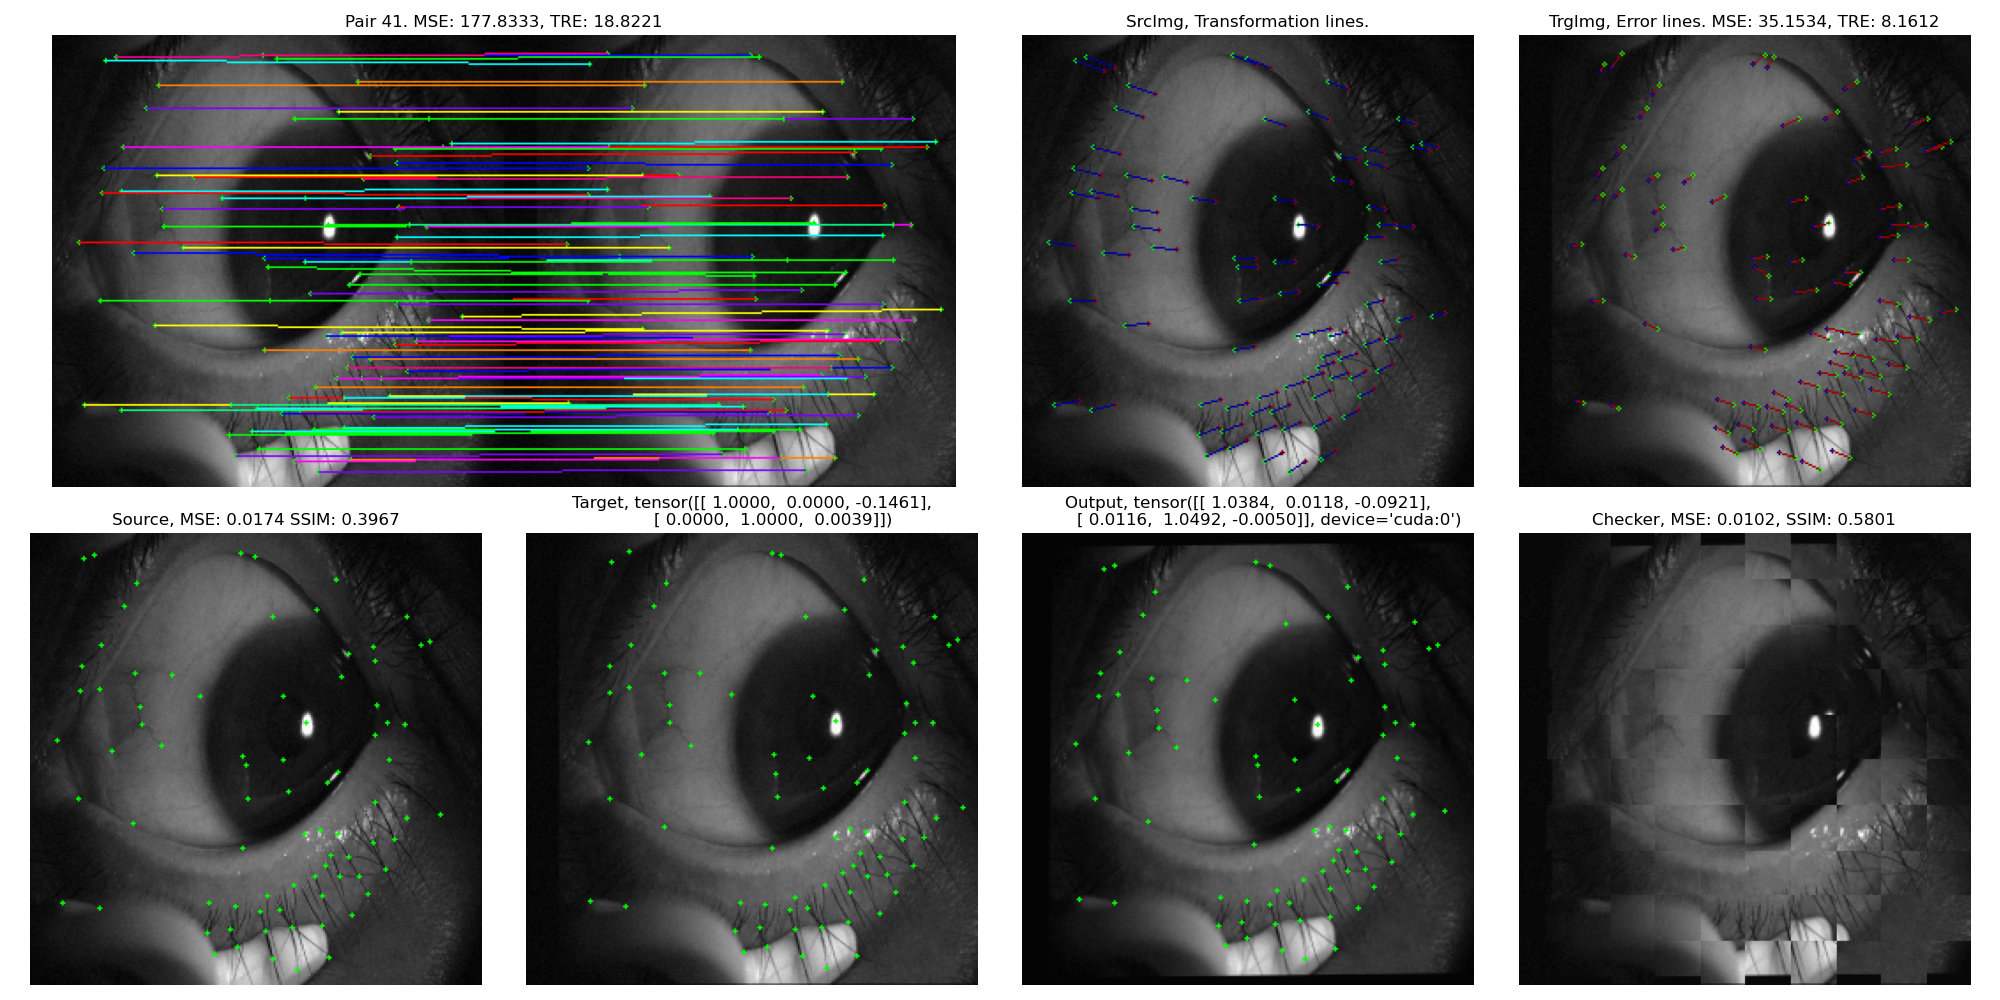 Pair 41. MSE: 177.8333, TRE: 18.8221
SrcImg, Transformation lines.
TrgImg, Error lines. MSE: 35.1534, TRE: 8.1612
Source, MSE: 0.0174 SSIM: 0.3967
Target, tensor([[ 1.0000,  0.0000, -0.1461],
[ 0.0000,  1.0000,  0.0039]])
Output, tensor([[ 1.0384,  0.0118, -0.0921],
[ 0.0116,  1.0492, -0.0050]], device='cuda:0')
Checker, MSE: 0.0102, SSIM: 0.5801